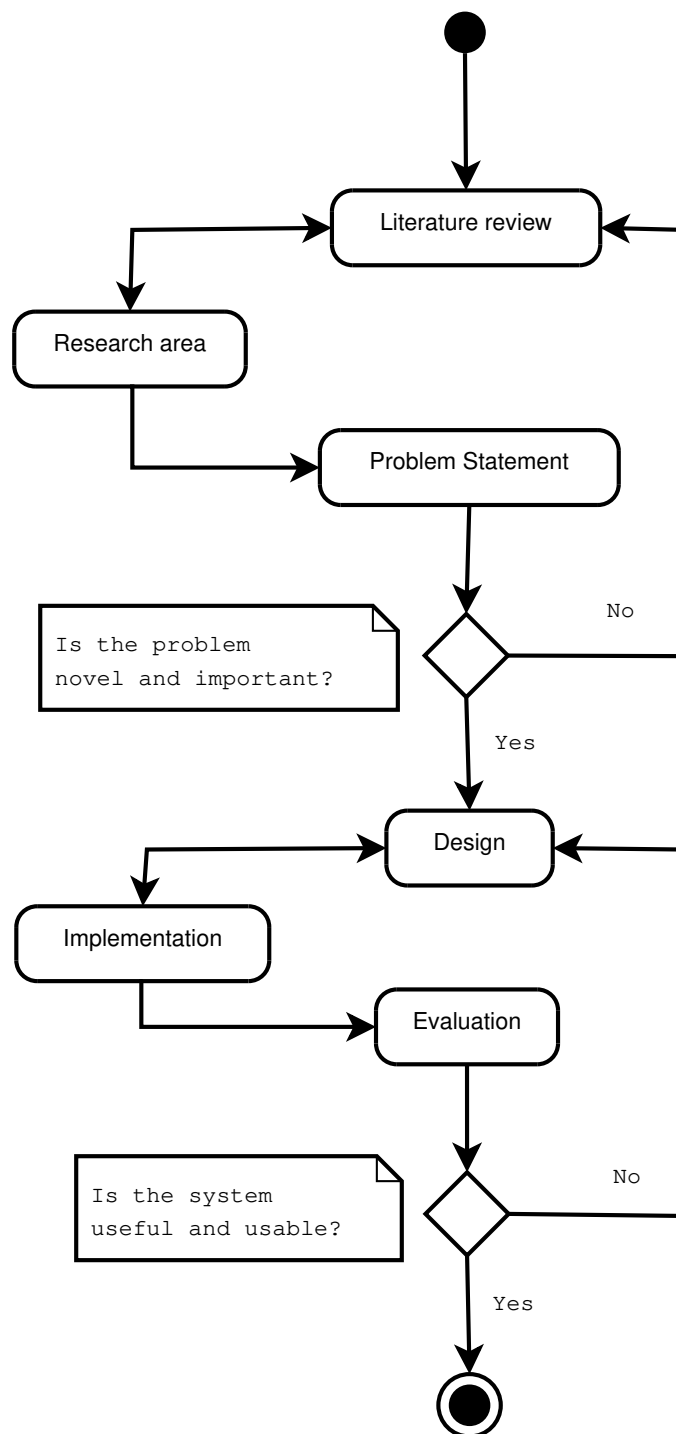 Literature review
Research area
Problem Statement
No
Is the problem
novel and important?
Yes
Design
Implementation
Evaluation
No
Is the system
useful and usable?
Yes